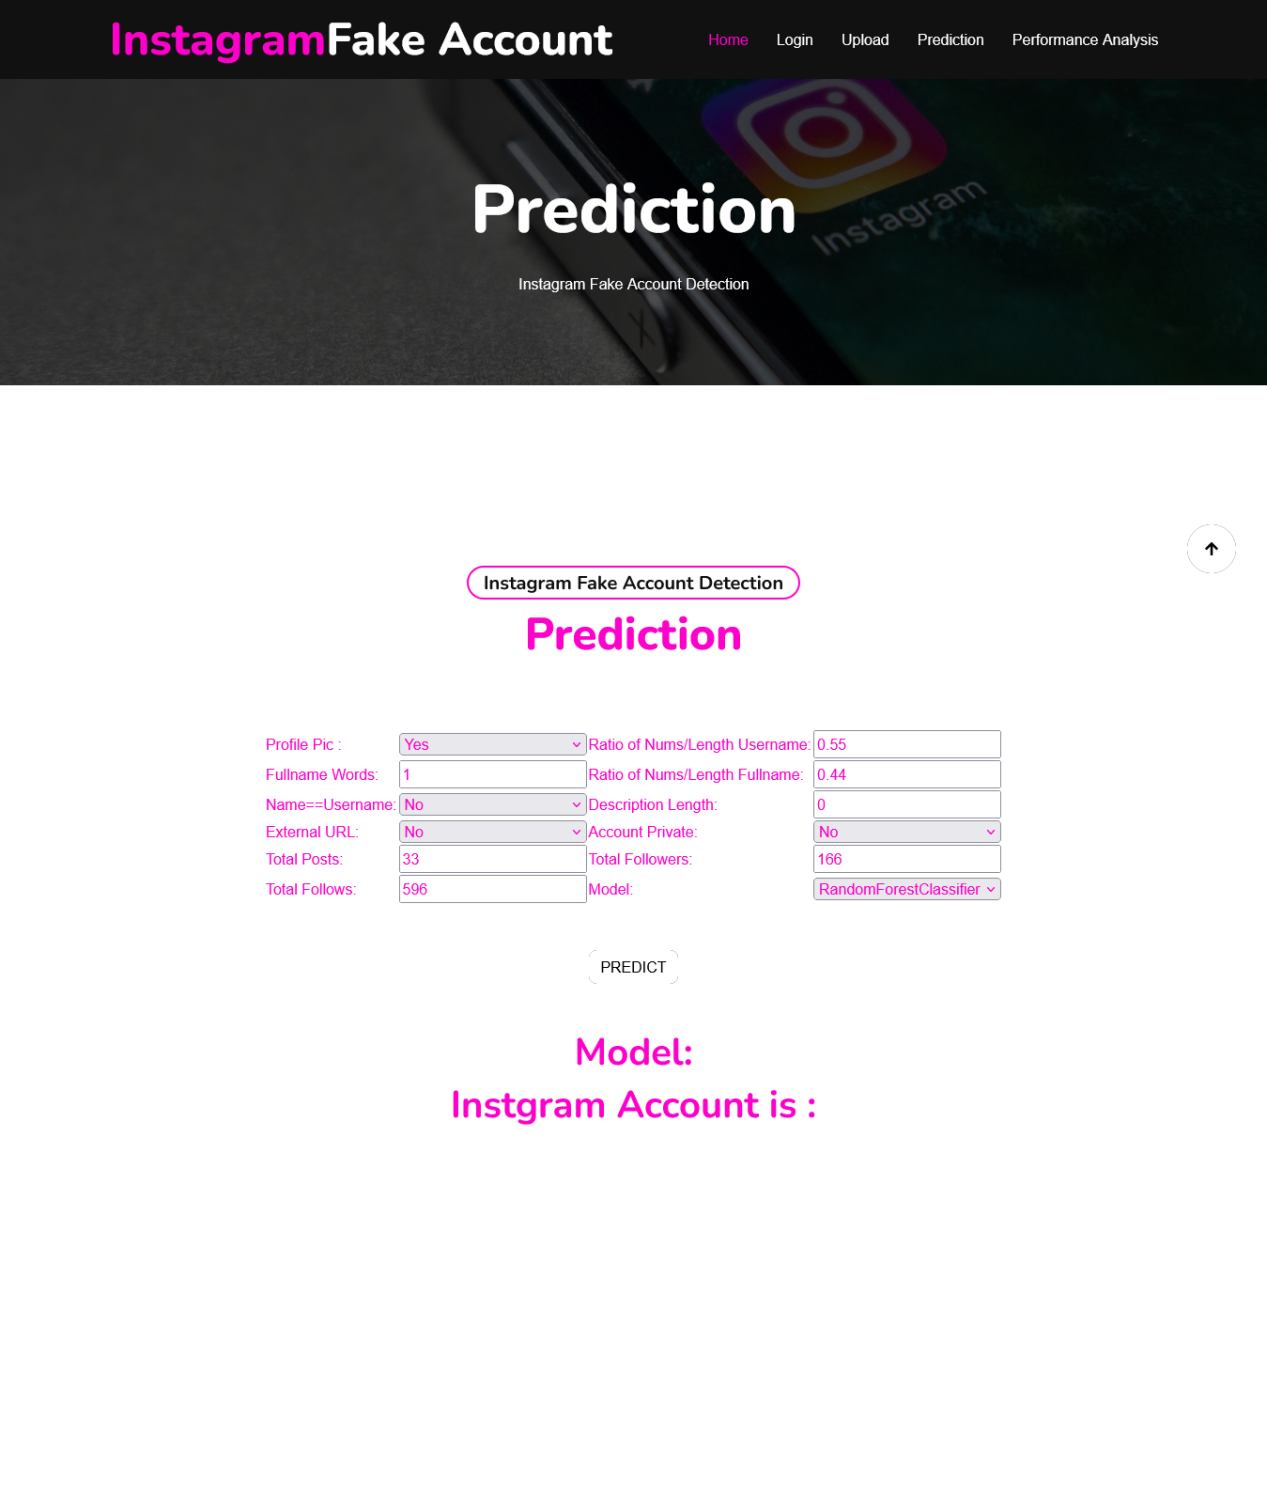 InstagramFake Account
Home Login Upload Prediction Performance Analysis
Instagram
Prediction
Instagram Fake Account Detection
Instagram Fake Account Detection
Prediction
Profile Pic : Yes Ratio of Nums/Length Username: 0.55
Fullname Words: 1 Ratio of Nums/Length Fullname: 0.44
Name==Username: No Description Length: 0
External URL: No Account Private: No
Total Posts: 33 Total Followers: 166
Total Follows: 596 Model: RandomForestClassifier
PREDICT
Model:
Instgram Account is :